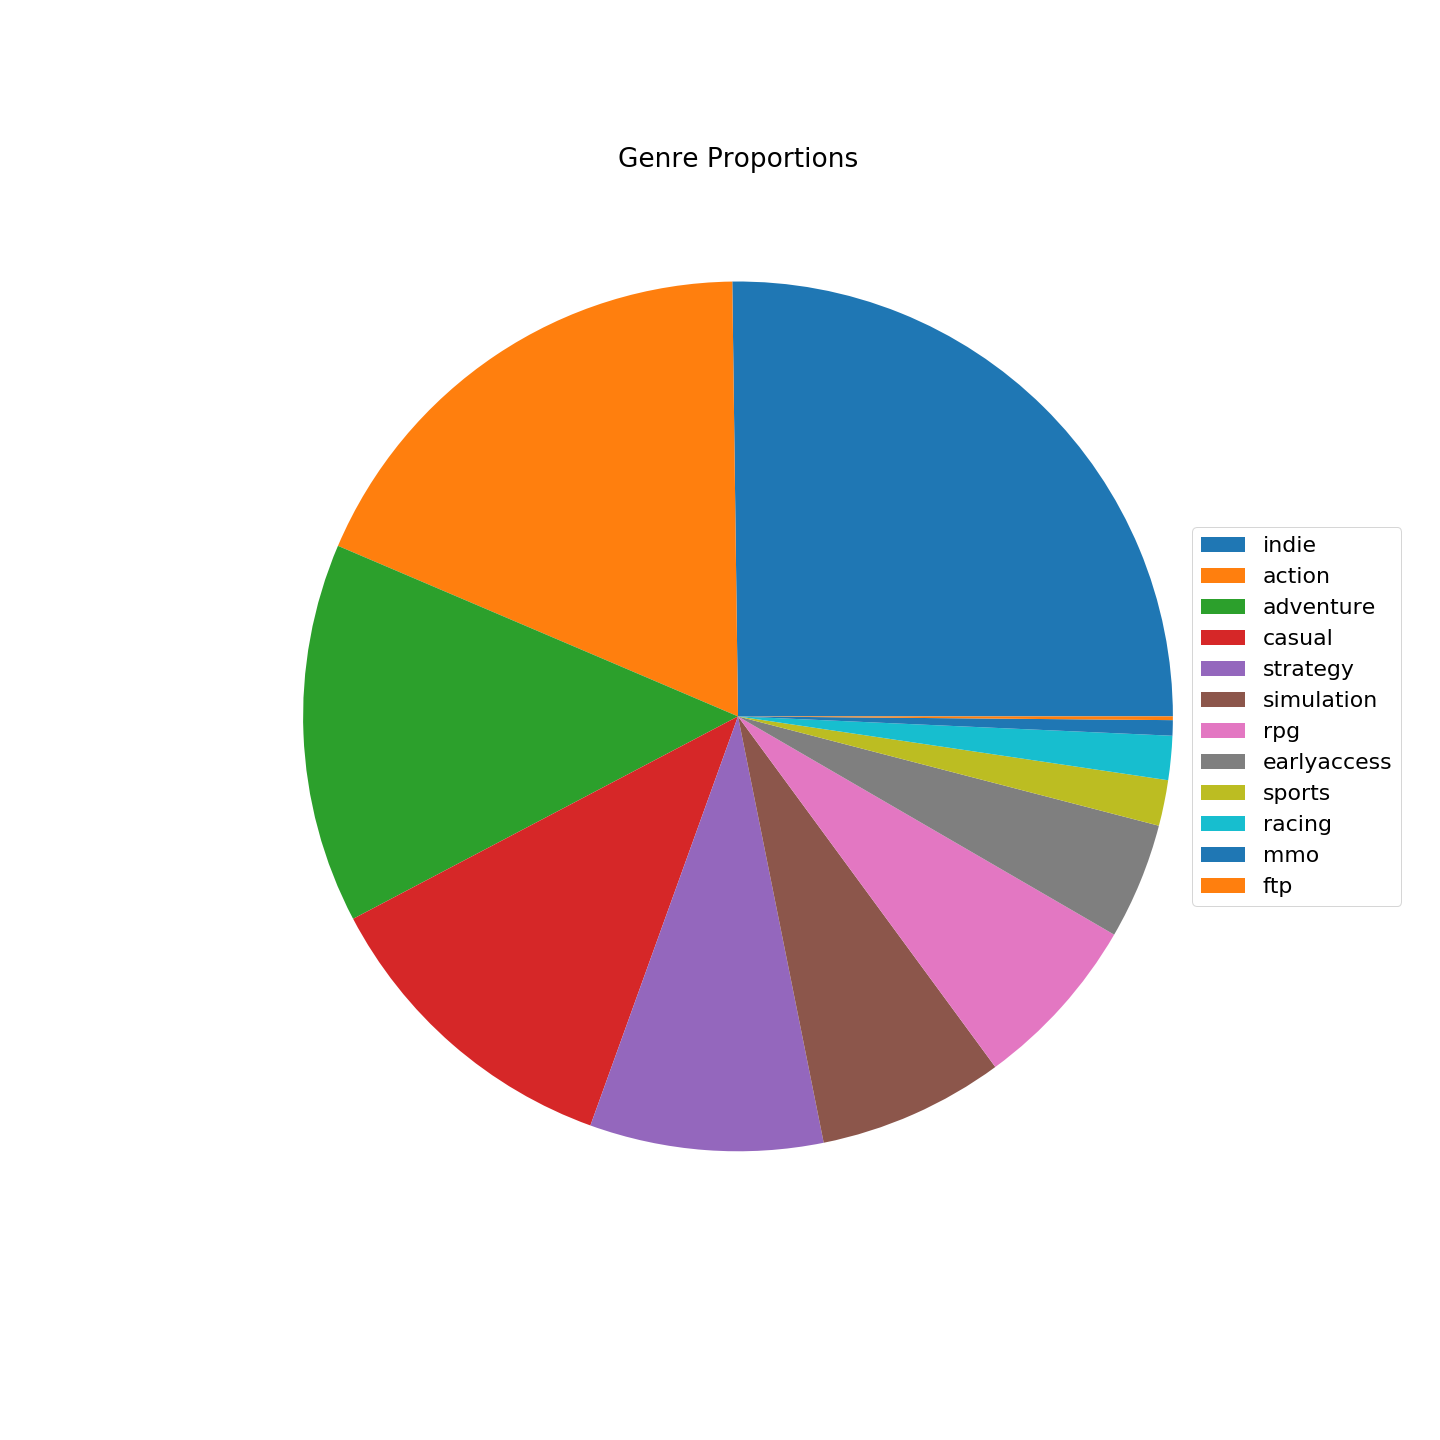 Genre Proportions
indie
action
adventure
casual
strategy
simulation
rpg
earlyaccess
sports
racing
mmo
ftp